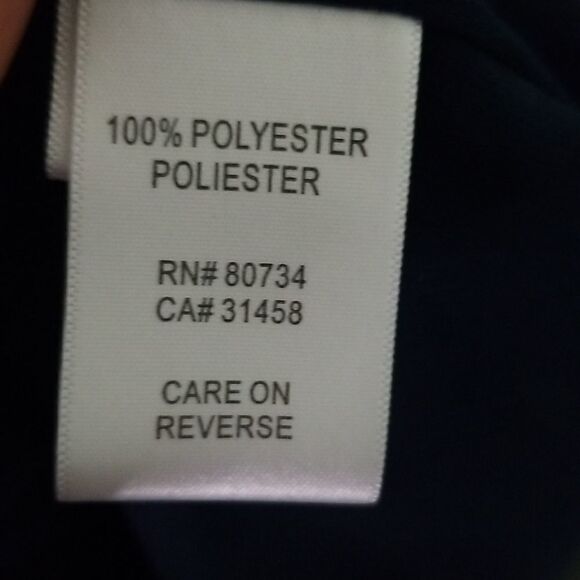 100% POLYESTER
POLIESTER
RN# 80734
CA# 31458
CARE ON
REVERSE